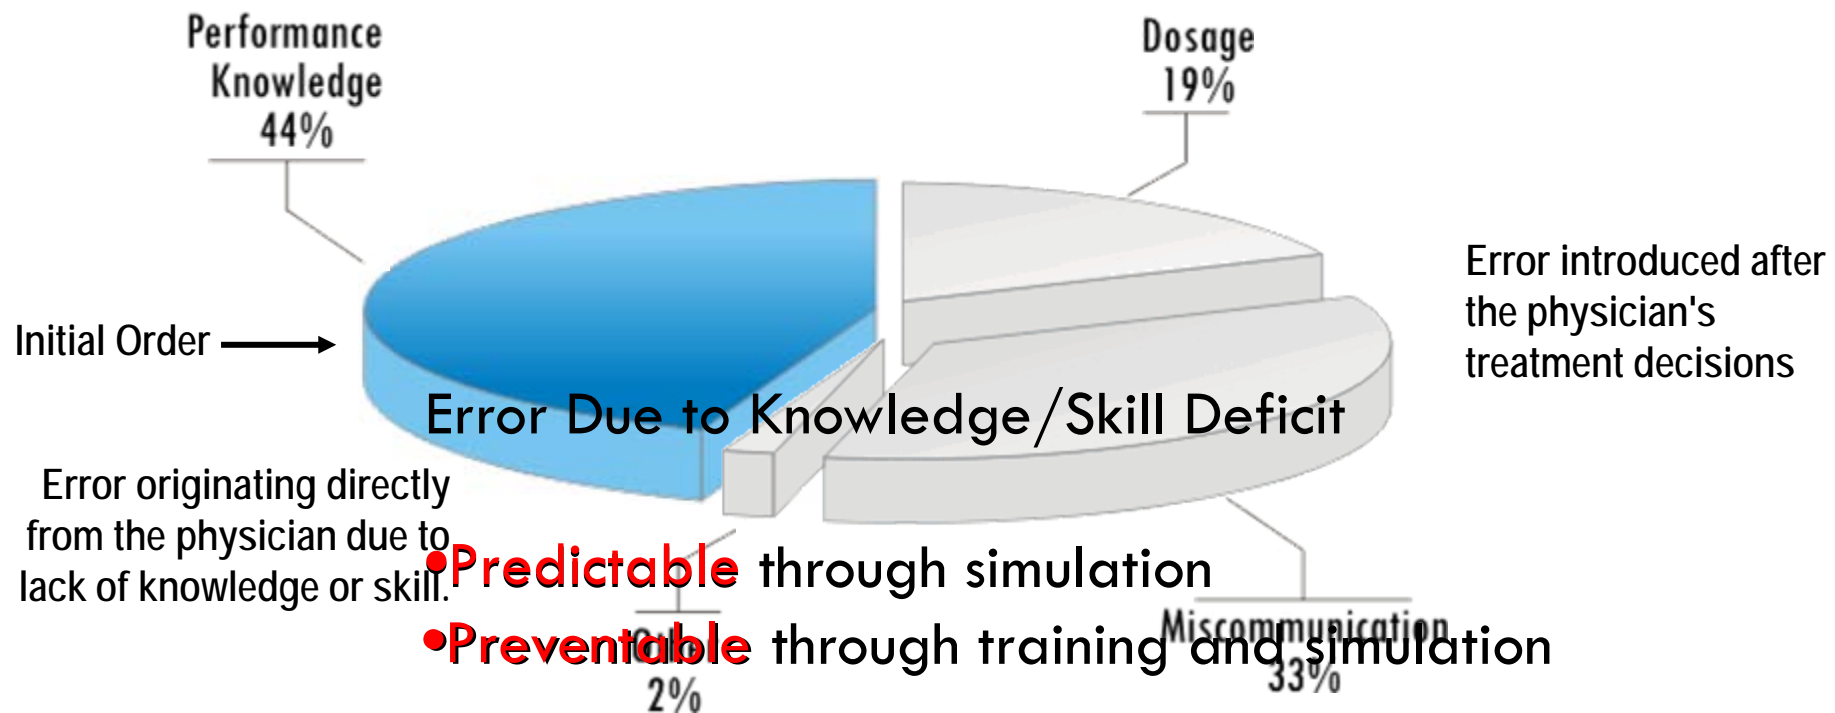 Performance
Knowledge
44%
Dosage
19%
Error introduced after
the physician's
treatment decisions
Initial Order
Error Due to Knowledge/Skill Deficit
Error originating directly
from the physician due to
lack of knowledge or skill.
•Predictable through simulation
•Preventable through training and simulation
Other
2%
Miscommunication
33%